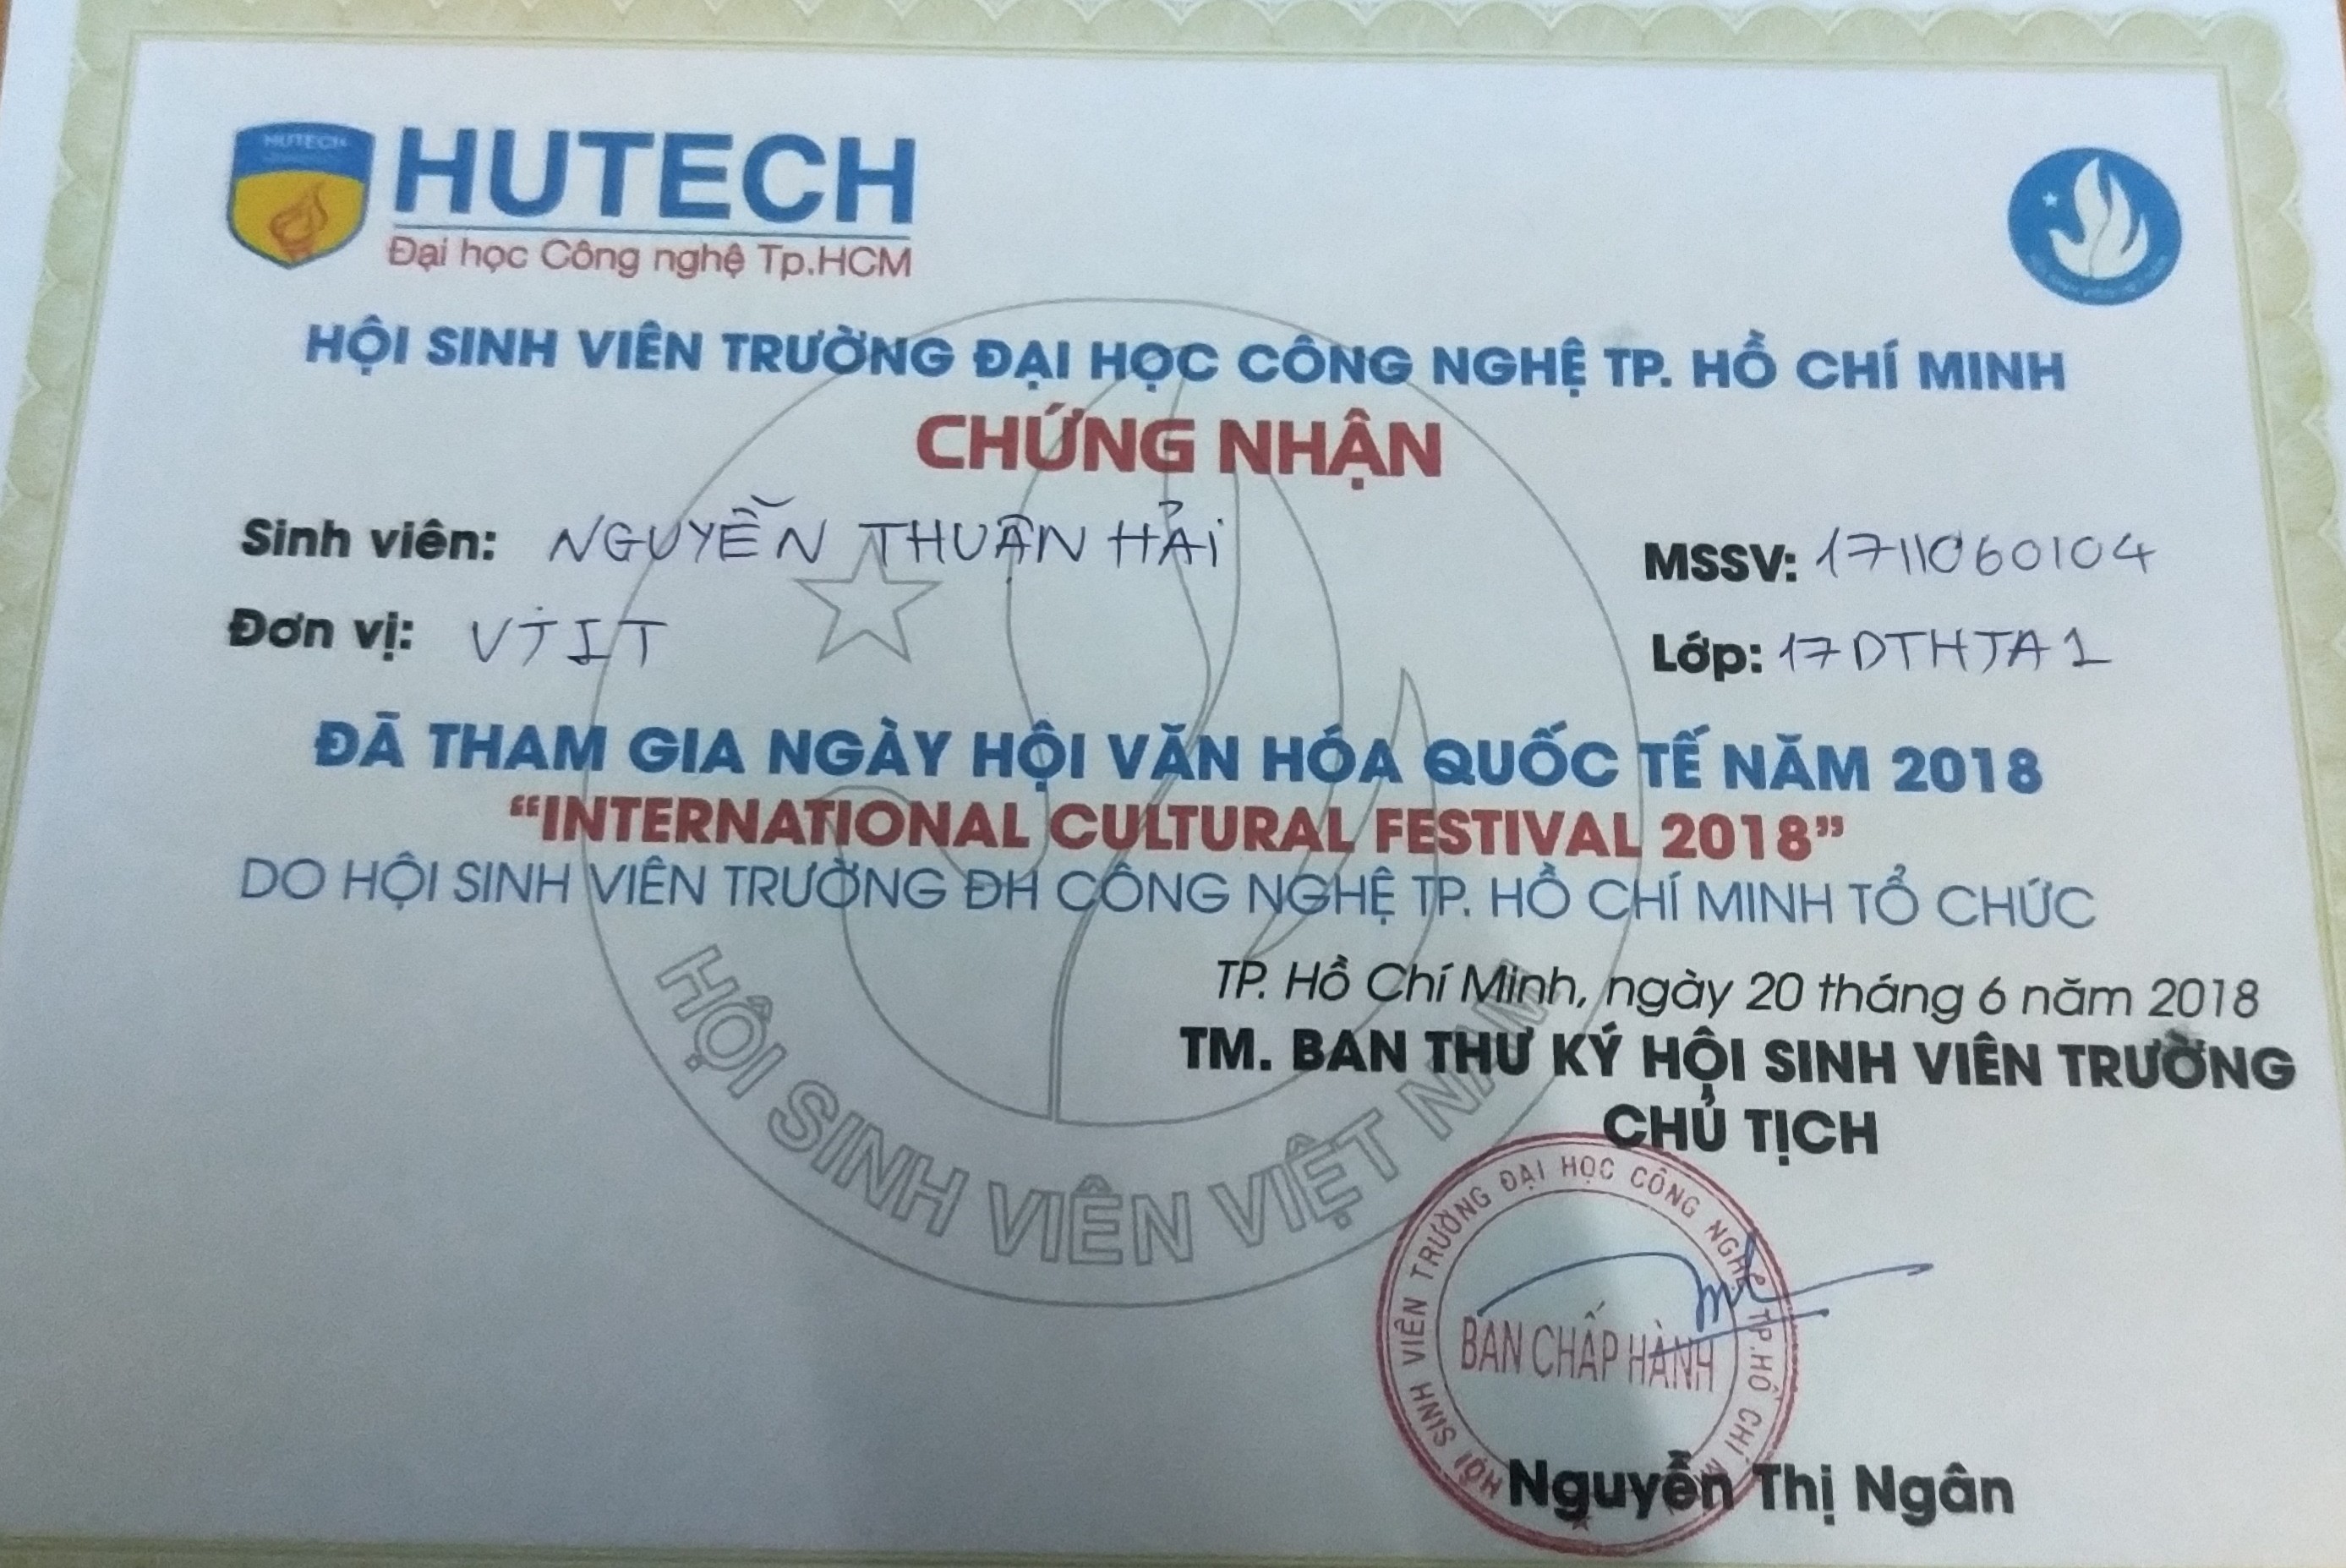 HUTECH
HUTECH
Đại học Công nghệ Tp.HCM
HỘI SINH VIÊN TRƯỜNG ĐẠI HỌC CÔNG NGHỆ TP. HỒ CHÍ MINH
CHỨNG NHẬN
Sinh viên: NGUYỄN THUẬN HẢI
MSSV: 1711060104
Đơn vị: VJIT
Lớp: 17DTHJA1
ĐÃ THAM GIA NGÀY HỘI VĂN HÓA QUỐC TẾ NĂM 2018
“INTERNATIONAL CULTURAL FESTIVAL 2018”
DO HỘI SINH VIÊN TRƯỜNG ĐH CÔNG NGHỆ TP. HỒ CHÍ MINH TỔ CHỨC
HỘI SINH VIÊN VIỆT NAM
TP. Hồ Chí Minh, ngày 20 tháng 6 năm 2018
TM. BAN THƯ KÝ HỘI SINH VIÊN TRƯỜNG
CHỦ TỊCH
HỘI SINH VIÊN TRƯỜNG ĐẠI HỌC CÔNG NGHỆ TP.HỒ CHÍ
BAN CHẤP HÀNH
Nguyễn Thị Ngân